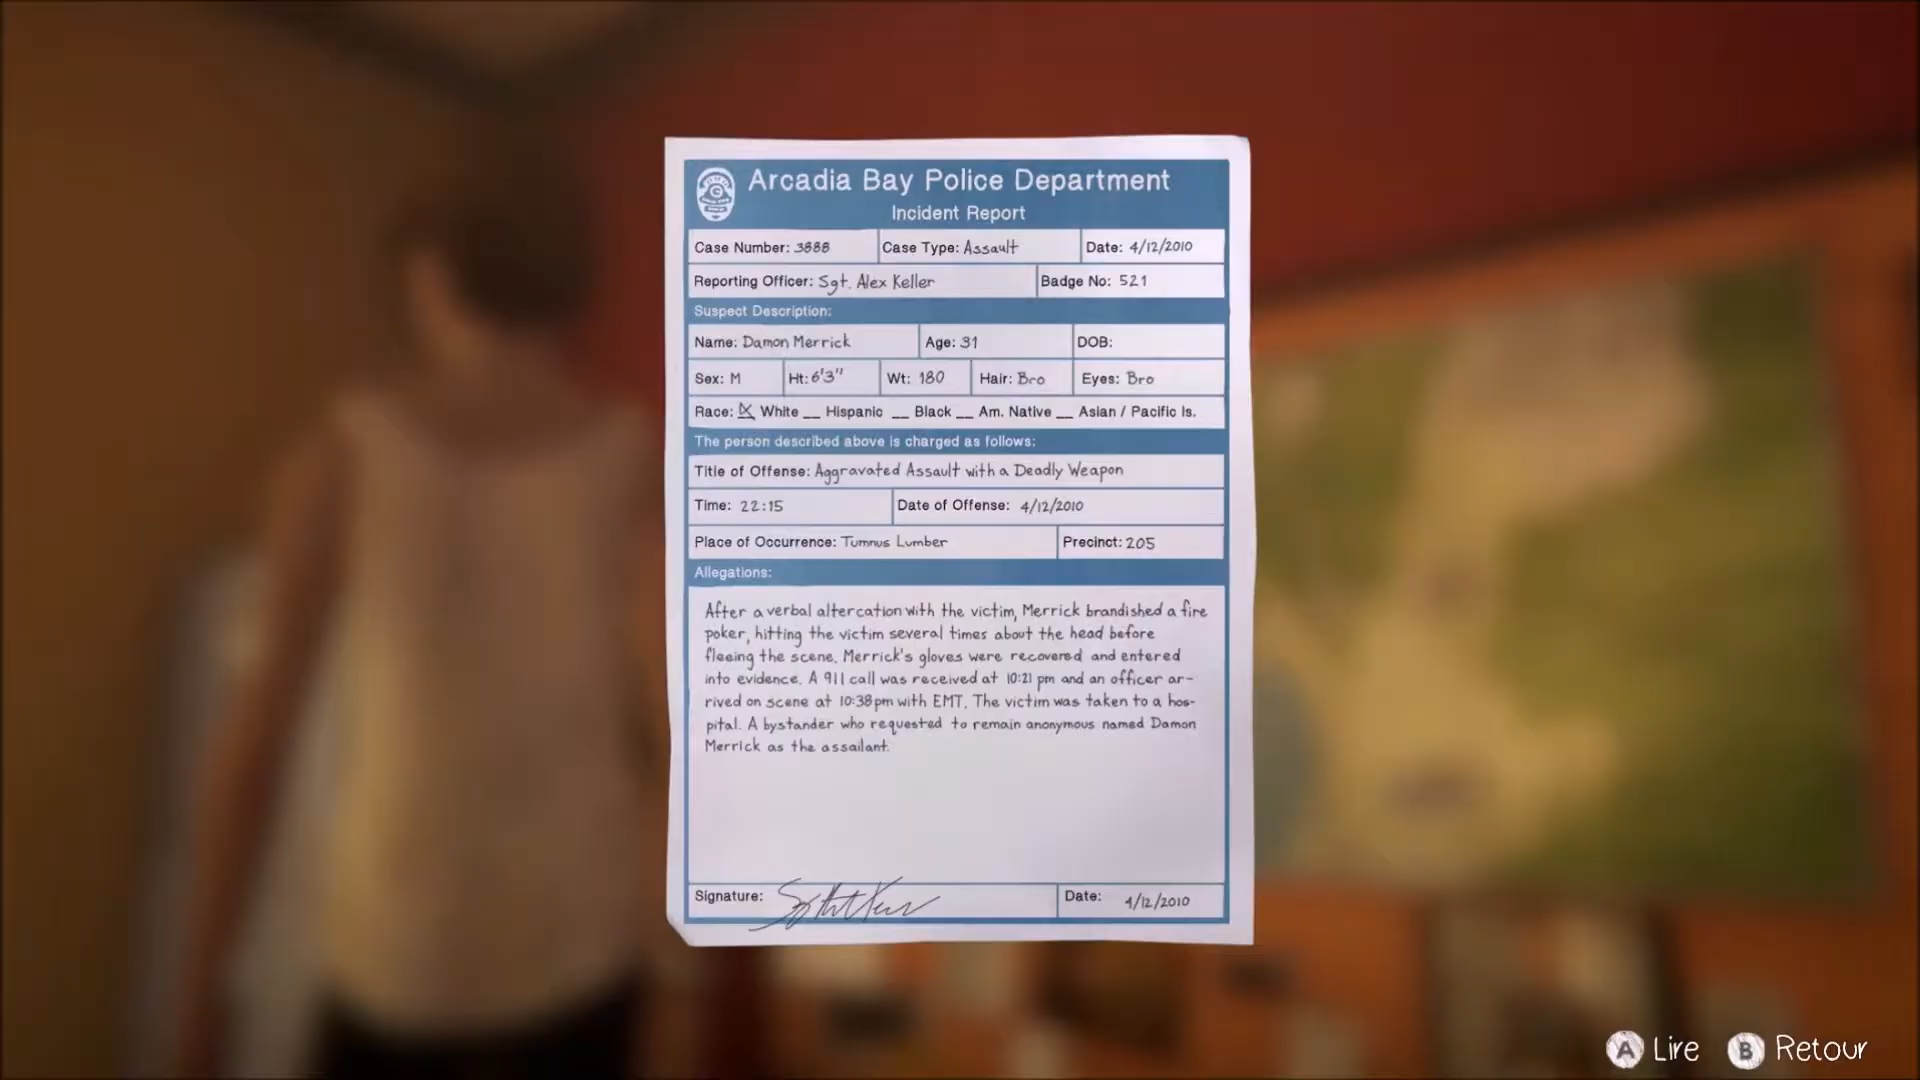 Arcadia Bay Police Department
Incident Report
Case Number: 3888 Case Type: Assault Date: 4/12/2010
Reporting Officer: Sgt. Alex Keller Badge No: 521
Suspect Description:
Name: Damon Merrick Age: 31 DOB:
Sex: M Ht: 6'3" Wt: 180 Hair: Bro Eyes: Bro
Race: X White __ Hispanic __ Black __ Am. Native __ Asian / Pacific Is.
The person described above is charged as follows:
Title of Offense: Aggravated Assault with a Deadly Weapon
Time: 22:15 Date of Offense: 4/12/2010
Place of Occurrence: Tumnus Lumber Precinct: 205
Allegations:
After a verbal altercation with the victim, Merrick brandished a fire
poker, hitting the victim several times about the head before
fleeing the scene. Merrick's gloves were recovered and entered
into evidence. A 911 call was received at 10:21 pm and an officer ar-
rived on scene at 10:38pm with EMT. The victim was taken to a hos-
pital. A bystander who requested to remain anonymous named Damon
Merrick as the assailant.
Signature: Date: 4/12/2010
A Lire B Retour